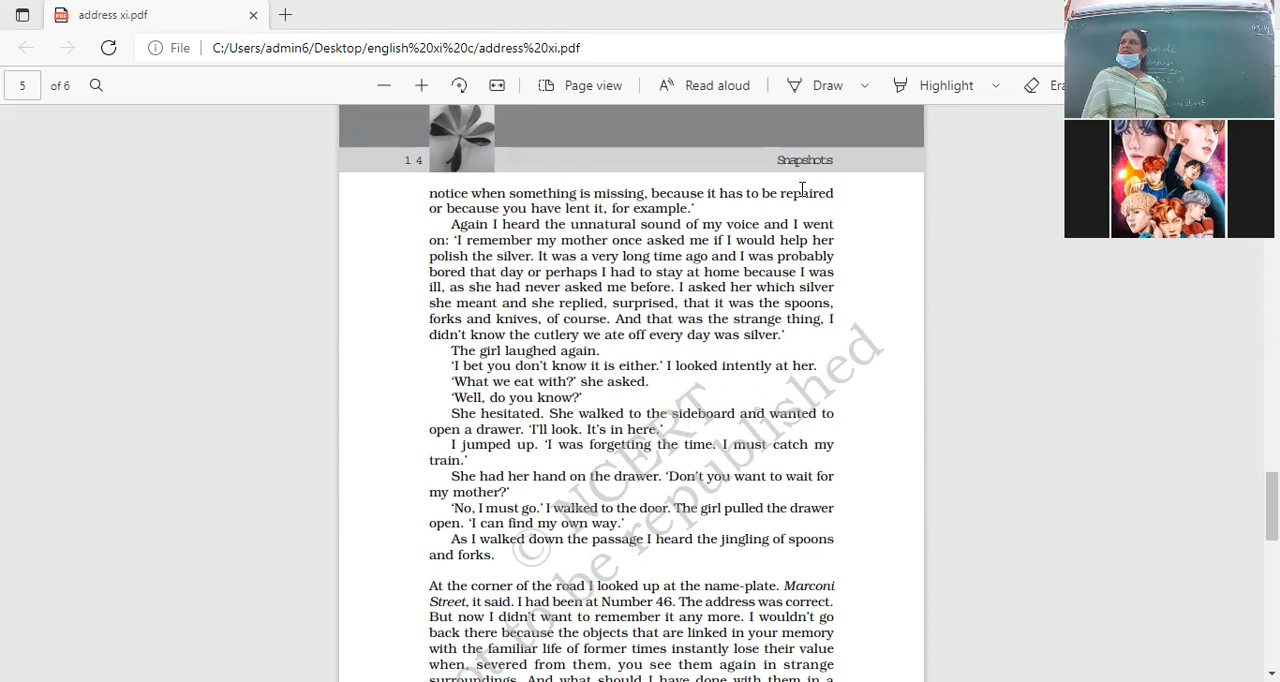 address xi.pdf
File C:/Users/admin6/Desktop/english%20xi%20c/address%20xi.pdf
5 of 6 Page view Read aloud Draw Highlight
1 4 Snapshots
notice when something is missing, because it has to be repaired
or because you have lent it, for example.'
Again I heard the unnatural sound of my voice and I went
on: 'I remember my mother once asked me if I would help her
polish the silver. It was a very long time ago and I was probably
bored that day or perhaps I had to stay at home because I was
ill, as she had never asked me before. I asked her which silver
she meant and she replied, surprised, that it was the spoons,
forks and knives, of course. And that was the strange thing, I
didn't know the cutlery we ate off every day was silver.'
The girl laughed again.
'I bet you don't know it is either.' I looked intently at her.
'What we eat with?' she asked.
'Well, do you know?'
She hesitated. She walked to the sideboard and wanted to
open a drawer. 'I'll look. It's in here.'
I jumped up. 'I was forgetting the time. I must catch my
train.'
She had her hand on the drawer. 'Don't you want to wait for
my mother?'
'No, I must go.' I walked to the door. The girl pulled the drawer
open. 'I can find my own way.'
As I walked down the passage I heard the jingling of spoons
and forks.
At the corner of the road I looked up at the name-plate. Marconi
Street, it said. I had been at Number 46. The address was correct.
But now I didn't want to remember it any more. I wouldn't go
back there because the objects that are linked in your memory
with the familiar life of former times instantly lose their value
when, severed from them, you see them again in strange
surroundings. And what should I have done with them in a
© NCERT
not to be republished